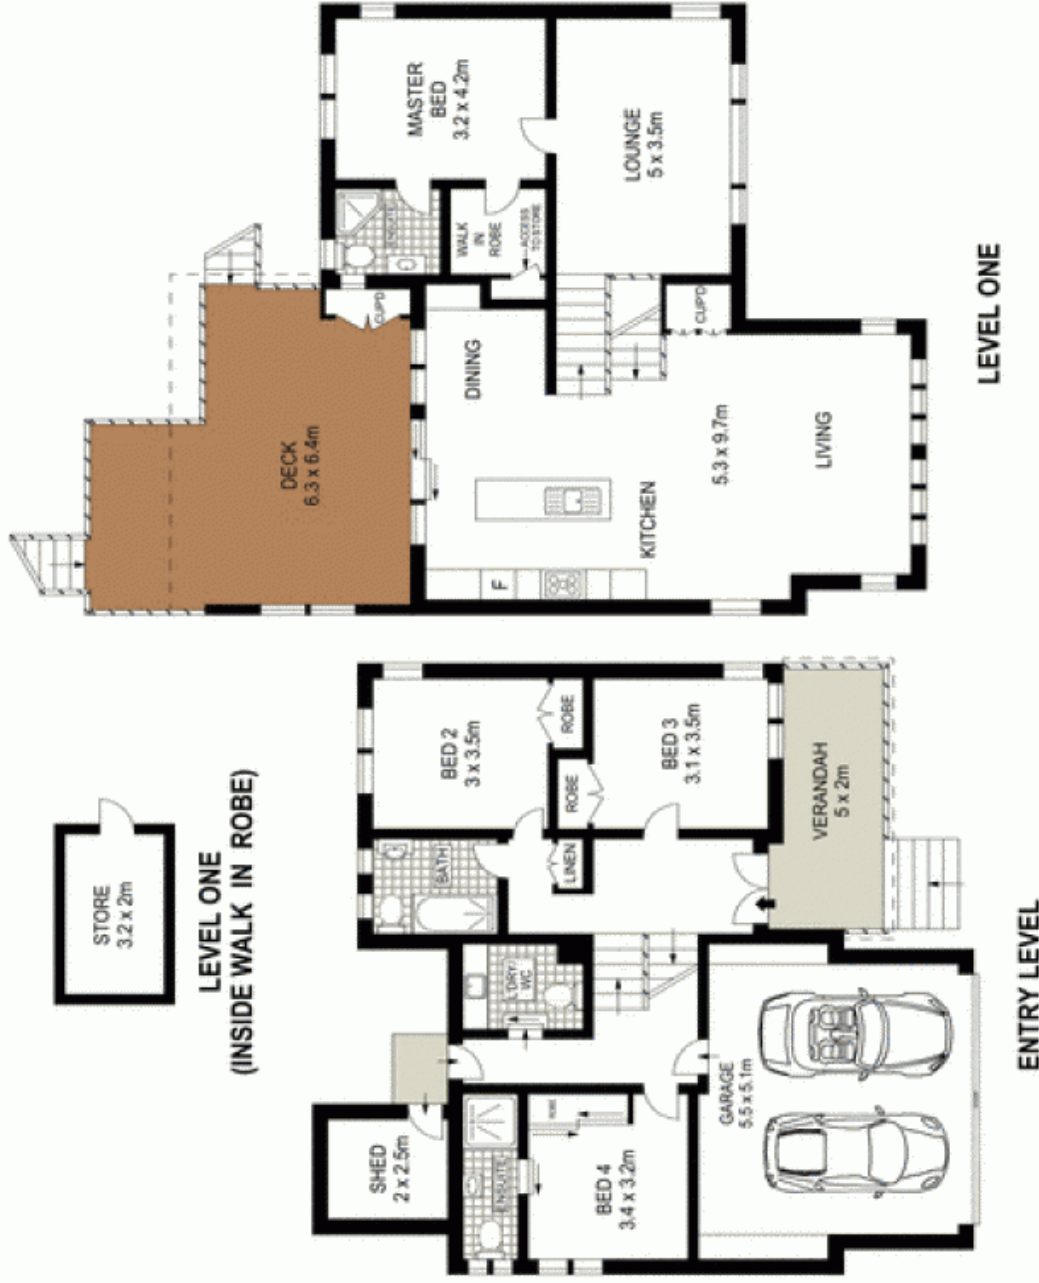 STORE
3.2 x 2m
LEVEL ONE
(INSIDE WALK IN ROBE)
DECK
6.3 x 6.4m
CUP'D
ENSUITE
MASTER
BED
3.2 x 4.2m
WALK
IN
ROBE
ACCESS
TO STORE
LOUNGE
5 x 3.5m
DINING
CUP'D
F
KITCHEN
5.3 x 9.7m
LIVING
LEVEL ONE
SHED
2 x 2.5m
ENSUITE
BED 4
3.4 x 3.2m
ROBE
L'DRY/
WC
BATH
LINEN
BED 2
3 x 3.5m
ROBE
ROBE
BED 3
3.1 x 3.5m
GARAGE
5.5 x 5.1m
VERANDAH
5 x 2m
ENTRY LEVEL